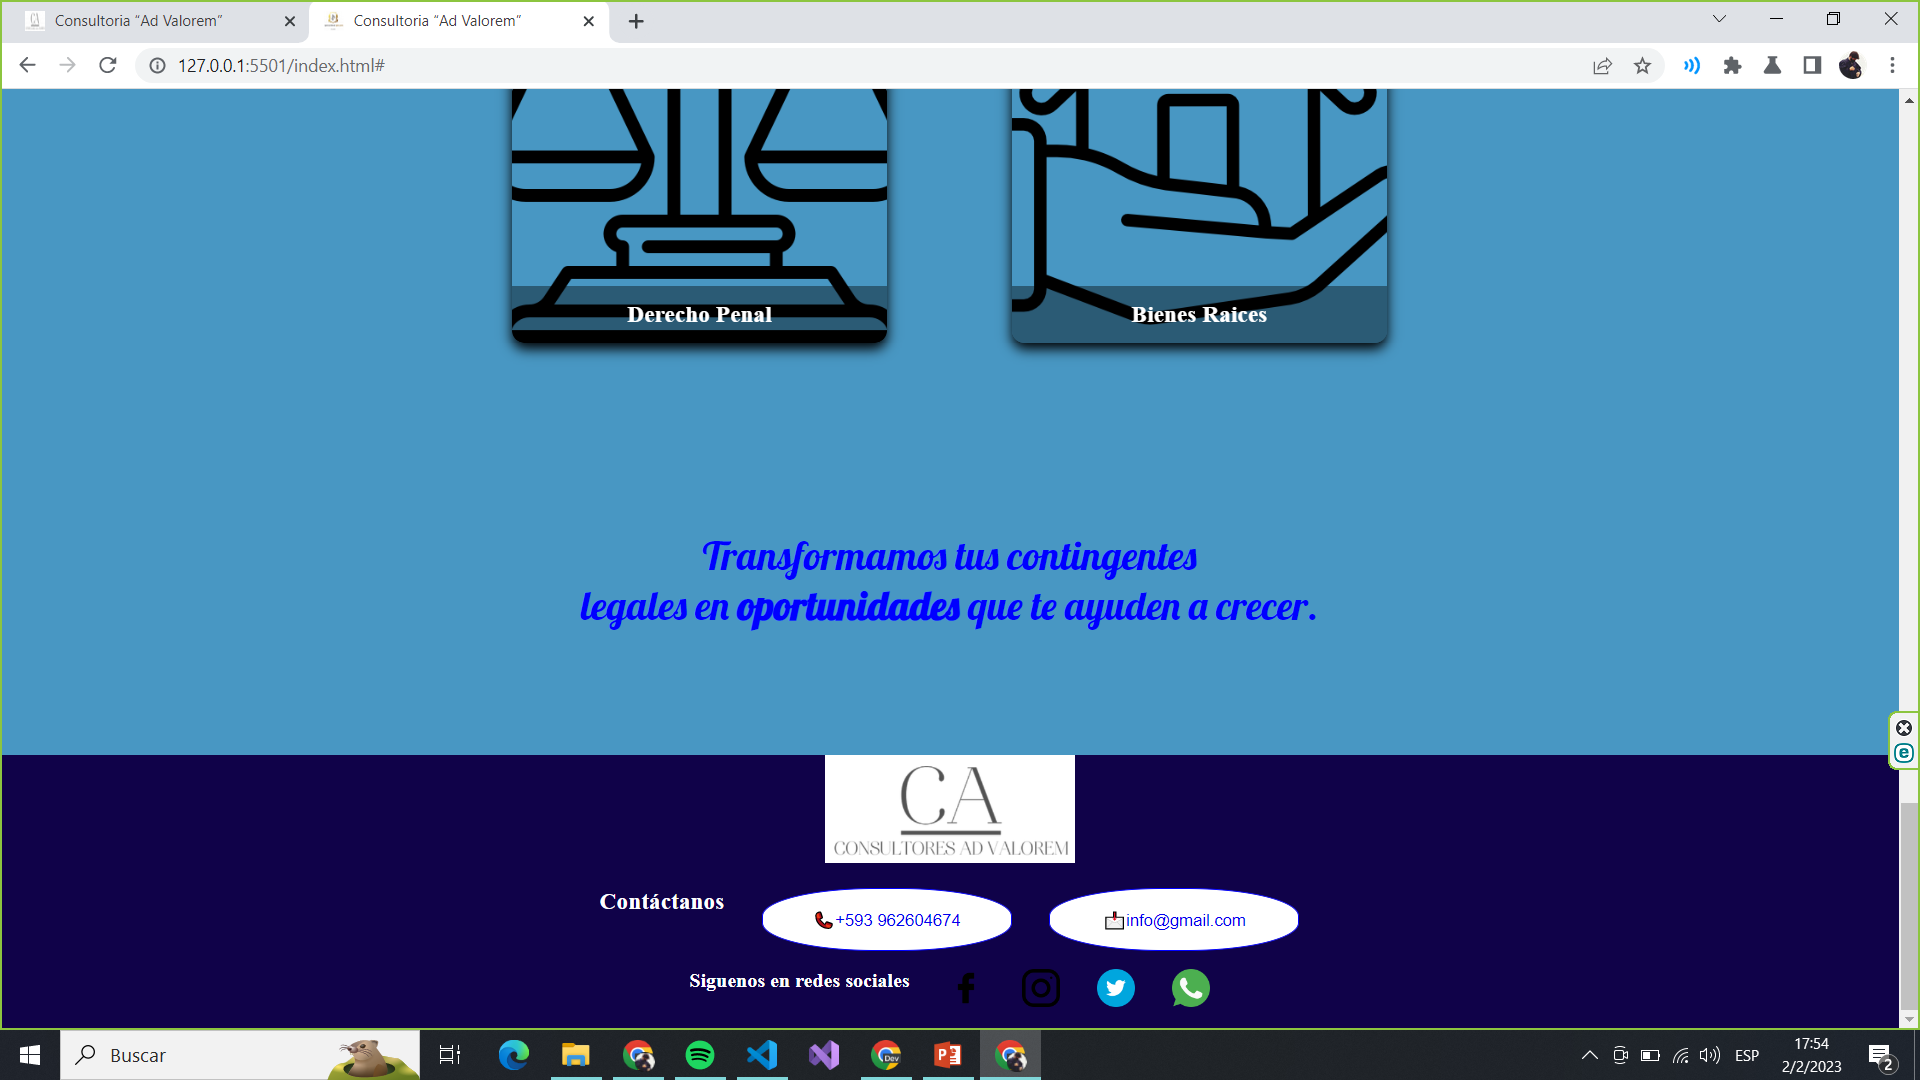 Consultoria “Ad Valorem”
Consultoria “Ad Valorem”
127.0.0.1:5501/index.html#
Derecho Penal
Bienes Raices
Transformamos tus contingentes
legales en oportunidades que te ayuden a crecer.
CA
CONSULTORES AD VALOREM
Contáctanos
+593 962604674
info@gmail.com
Siguenos en redes sociales
Buscar
Dev
ESP
17:54
2/2/2023
2